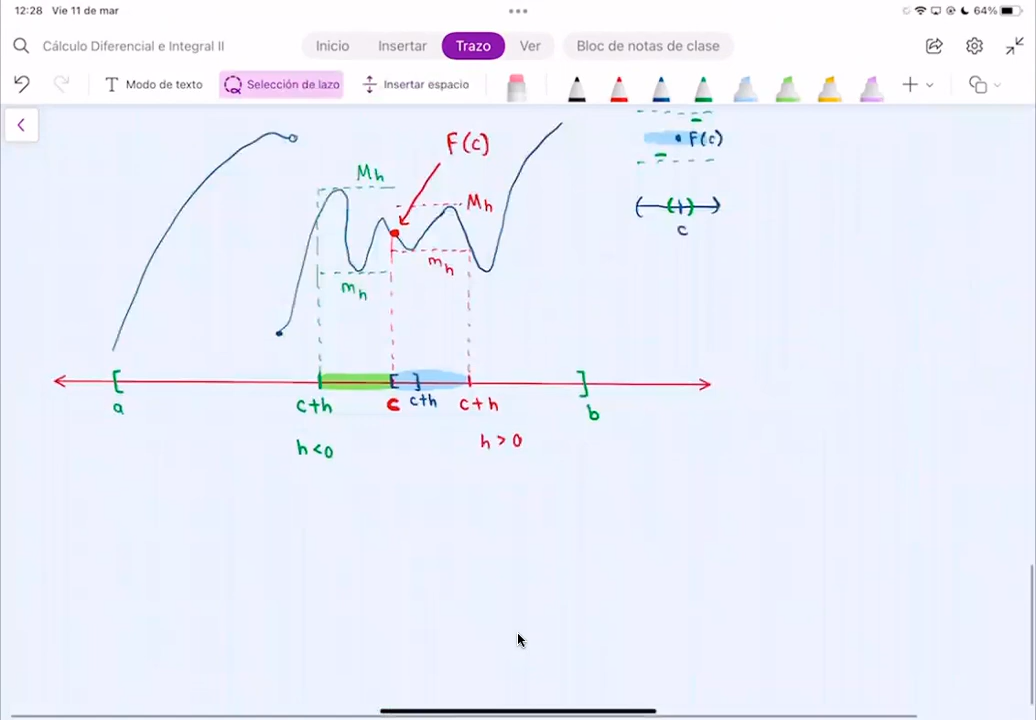 12:28 Vie 11 de mar
64%
Cálculo Diferencial e Integral II
Inicio Insertar Trazo Ver Bloc de notas de clase
Modo de texto Selección de lazo Insertar espacio
F(c)
F(c)
Mh
Mh
c
mh
mh
a c+h c c+h c+h b
h<0 h>0